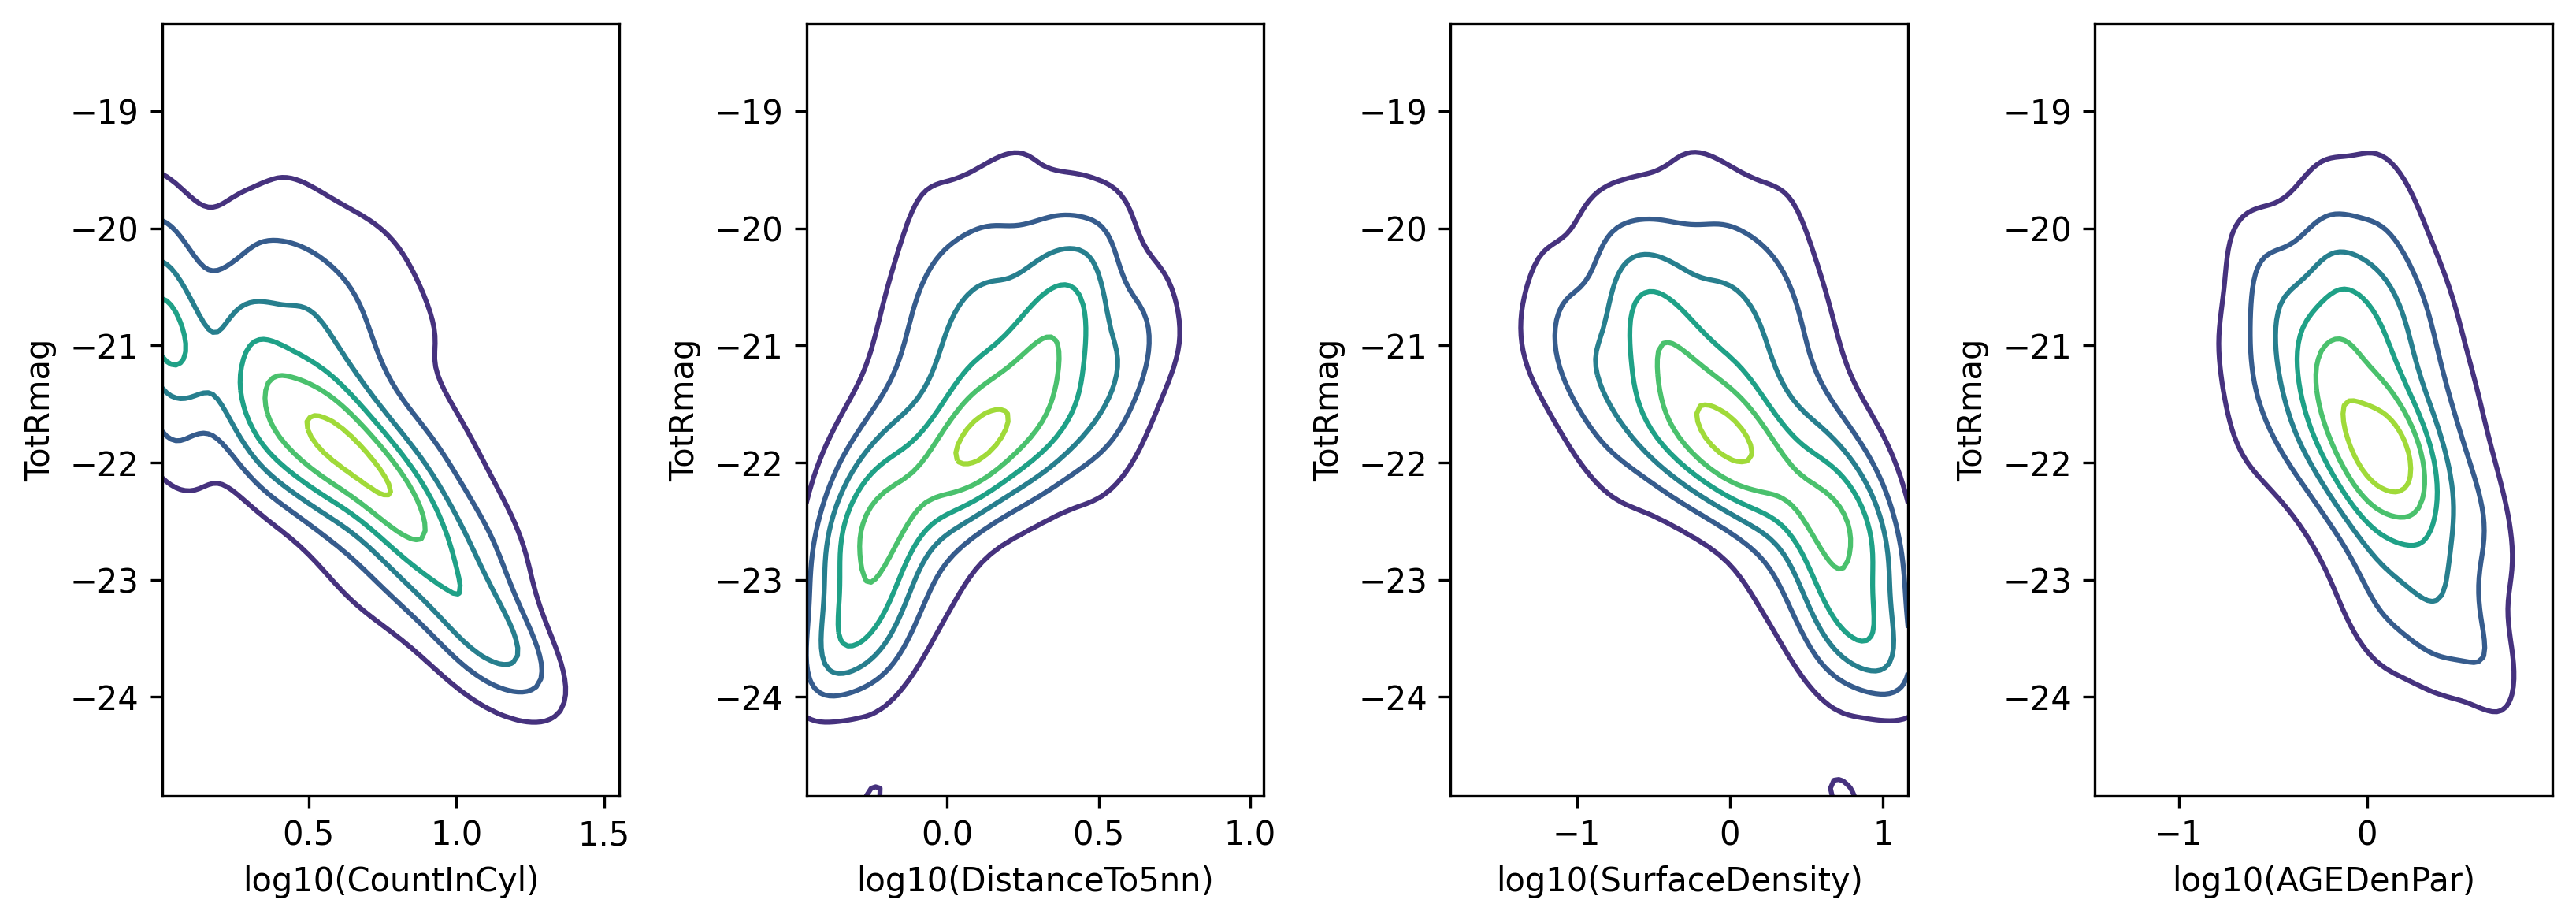 TotRmag
−19
−20
−21
−22
−23
−24
0.5 1.0 1.5
log10(CountInCyl)
TotRmag
−19
−20
−21
−22
−23
−24
0.0 0.5 1.0
log10(DistanceTo5nn)
TotRmag
−19
−20
−21
−22
−23
−24
−1 0 1
log10(SurfaceDensity)
TotRmag
−19
−20
−21
−22
−23
−24
−1 0
log10(AGEDenPar)